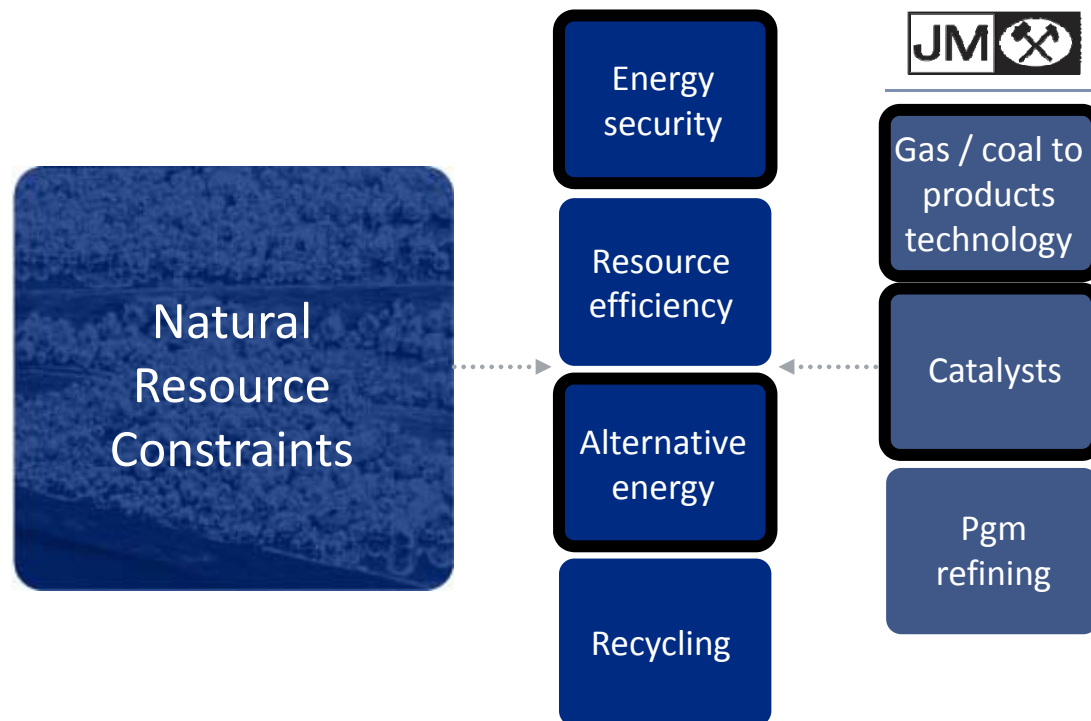 Natural
Resource
Constraints
Energy
security
Resource
efficiency
Alternative
energy
Recycling
JM
Gas / coal to
products
technology
Catalysts
Pgm
refining